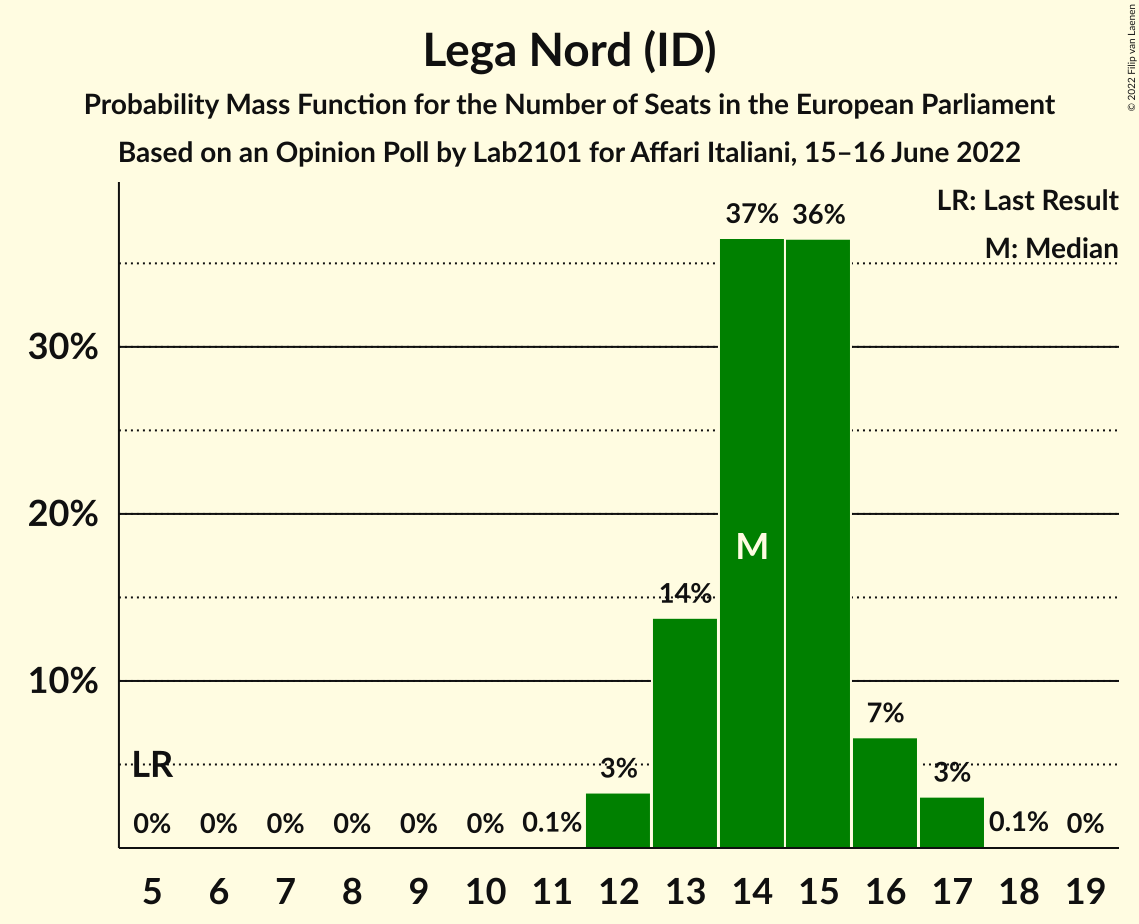 Lega Nord (ID)
Probability Mass Function for the Number of Seats in the European Parliament
Based on an Opinion Poll by Lab2101 for Affari Italiani, 15–16 June 2022
© 2022 Filip van Laenen
LR: Last Result
M: Median
37% 36%
30%
20%
M
14%
10%
7%
LR
3% 3%
0% 0% 0% 0% 0% 0% 0.1% 0.1% 0%
5 6 7 8 9 10 11 12 13 14 15 16 17 18 19